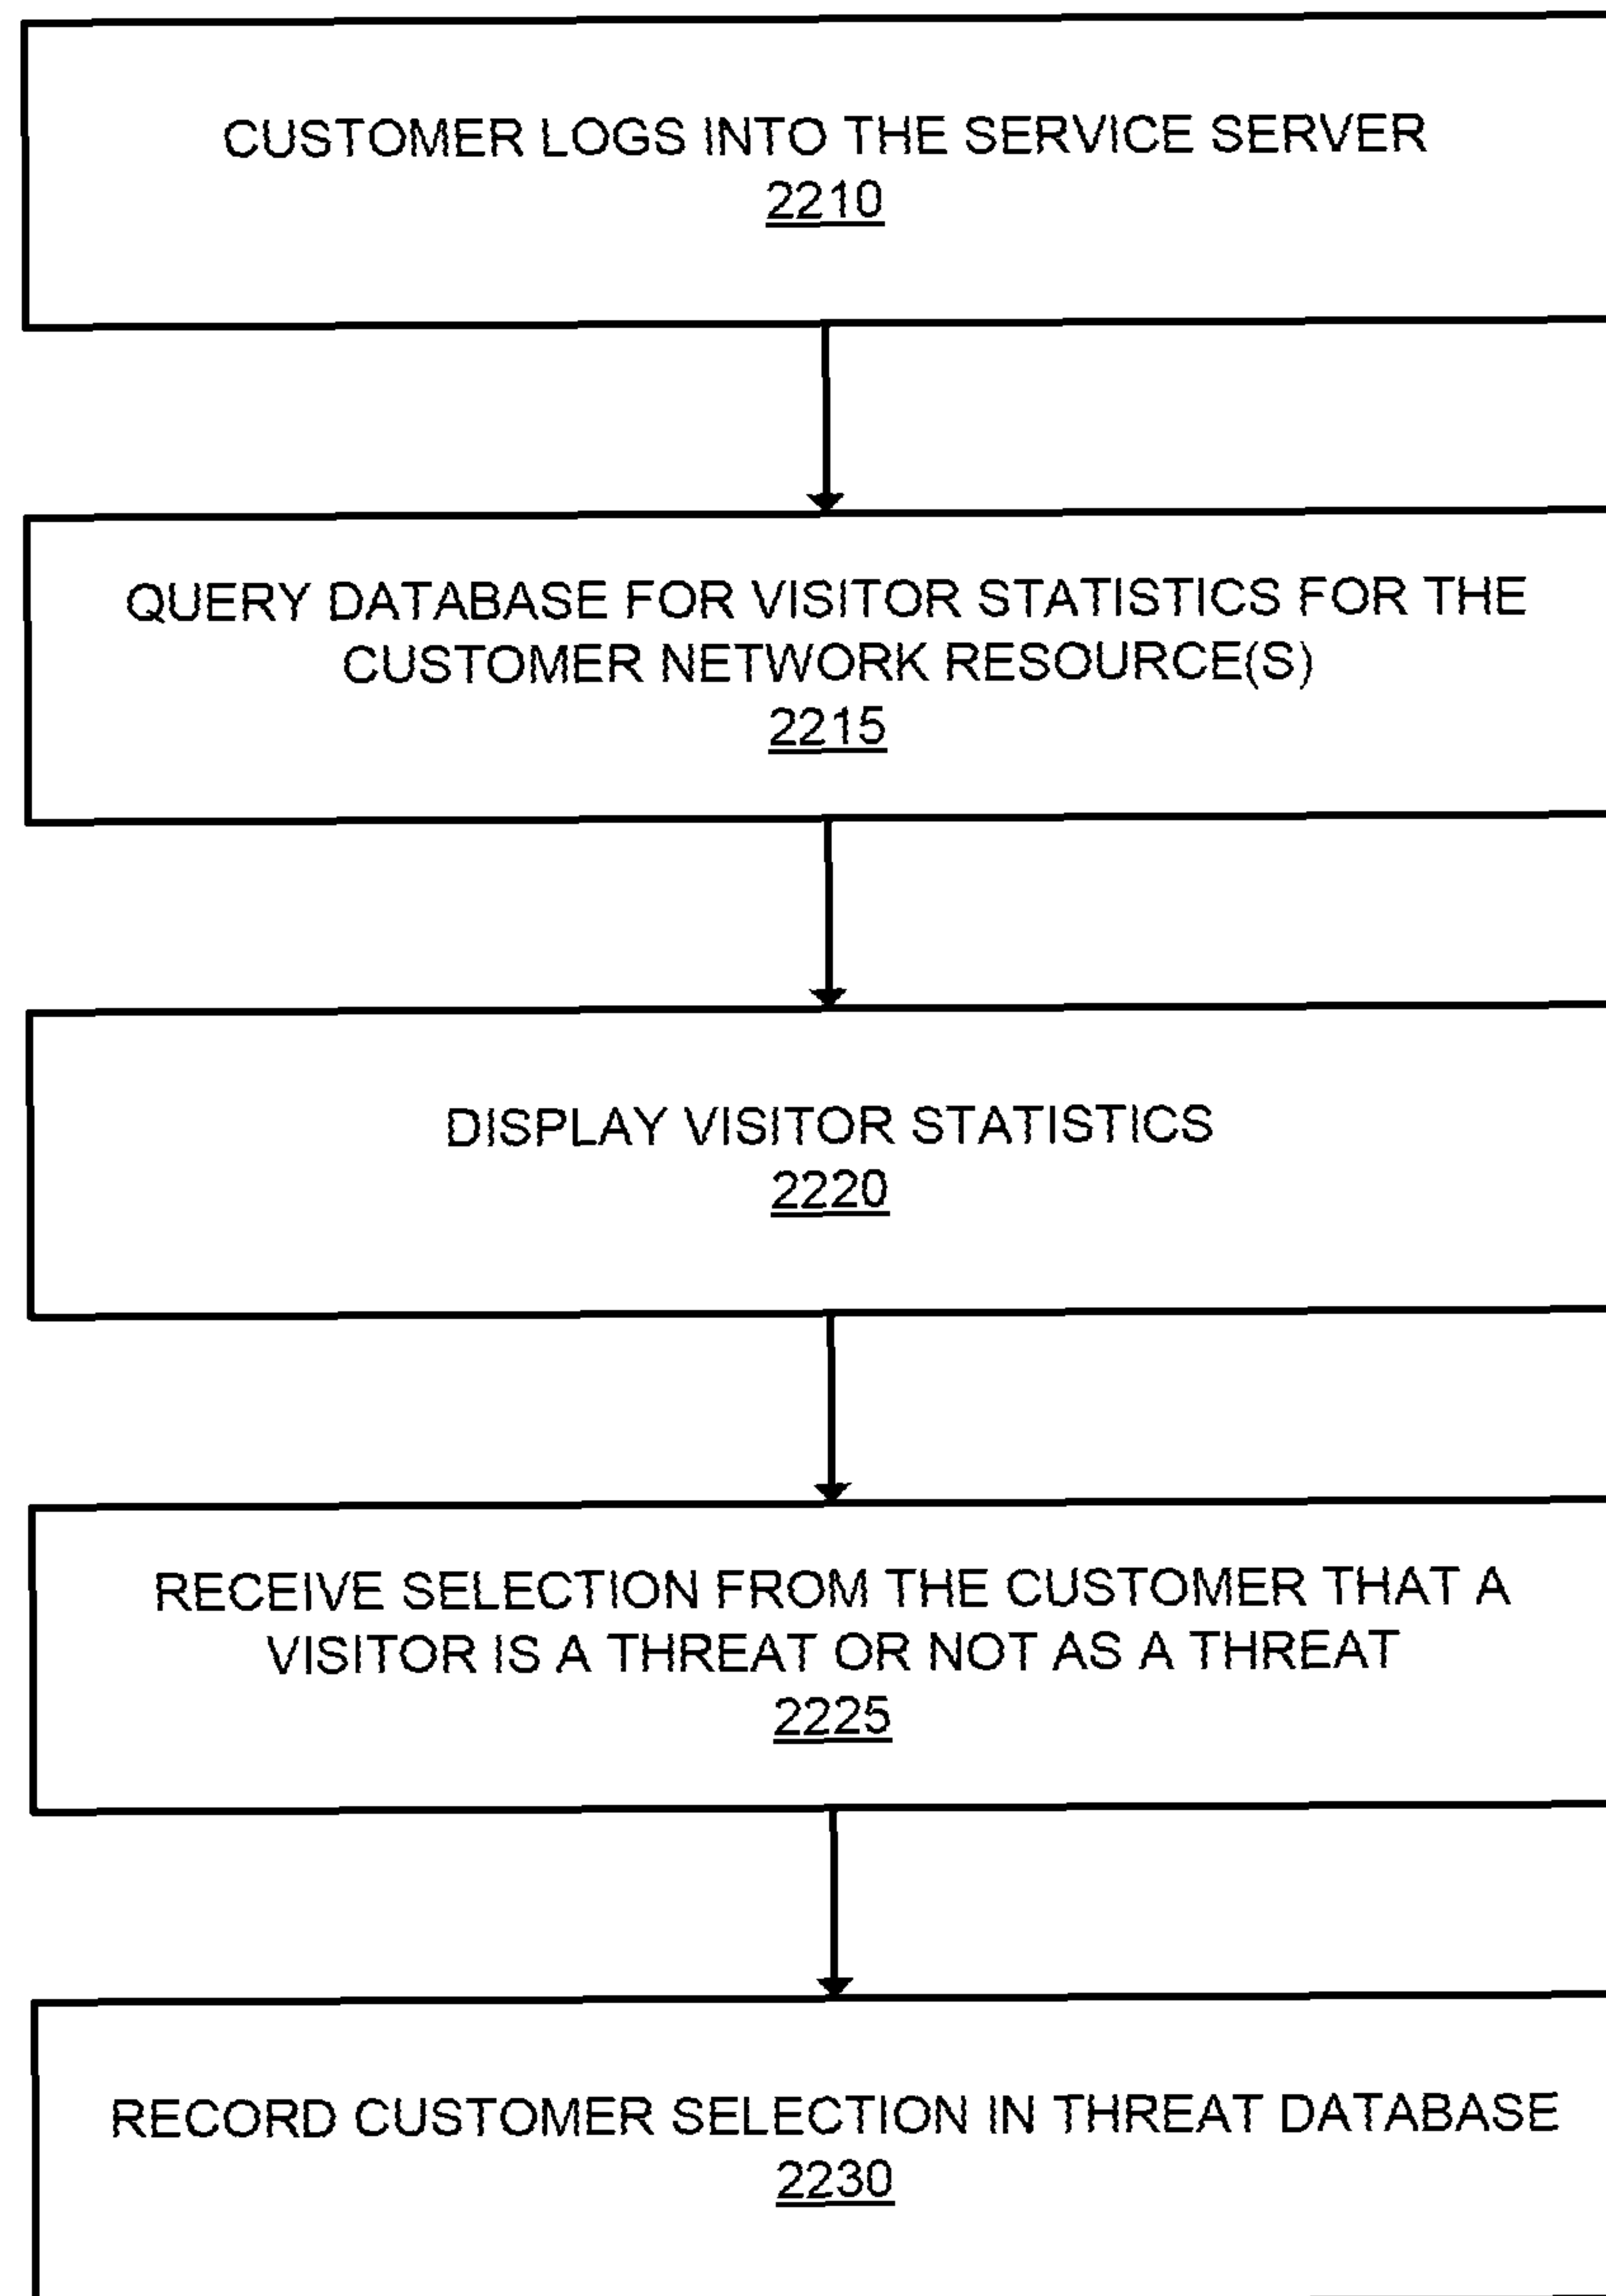 CUSTOMER LOGS INTO THE SERVICE SERVER
2210
QUERY DATABASE FOR VISITOR STATISTICS FOR THE
CUSTOMER NETWORK RESOURCE(S)
2215
DISPLAY VISITOR STATISTICS
2220
RECEIVE SELECTION FROM THE CUSTOMER THAT A
VISITOR IS A THREAT OR NOT AS A THREAT
2225
RECORD CUSTOMER SELECTION IN THREAT DATABASE
2230